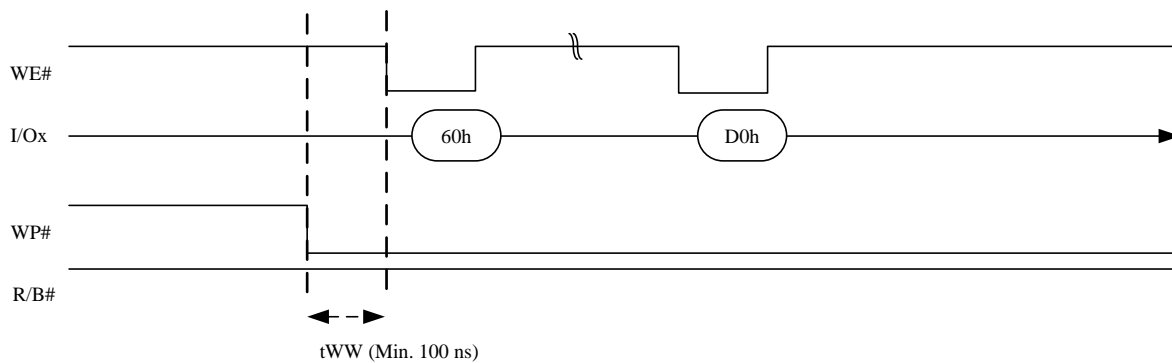 WE#
I/Ox
60h
D0h
WP#
R/B#
tWW (Min. 100 ns)